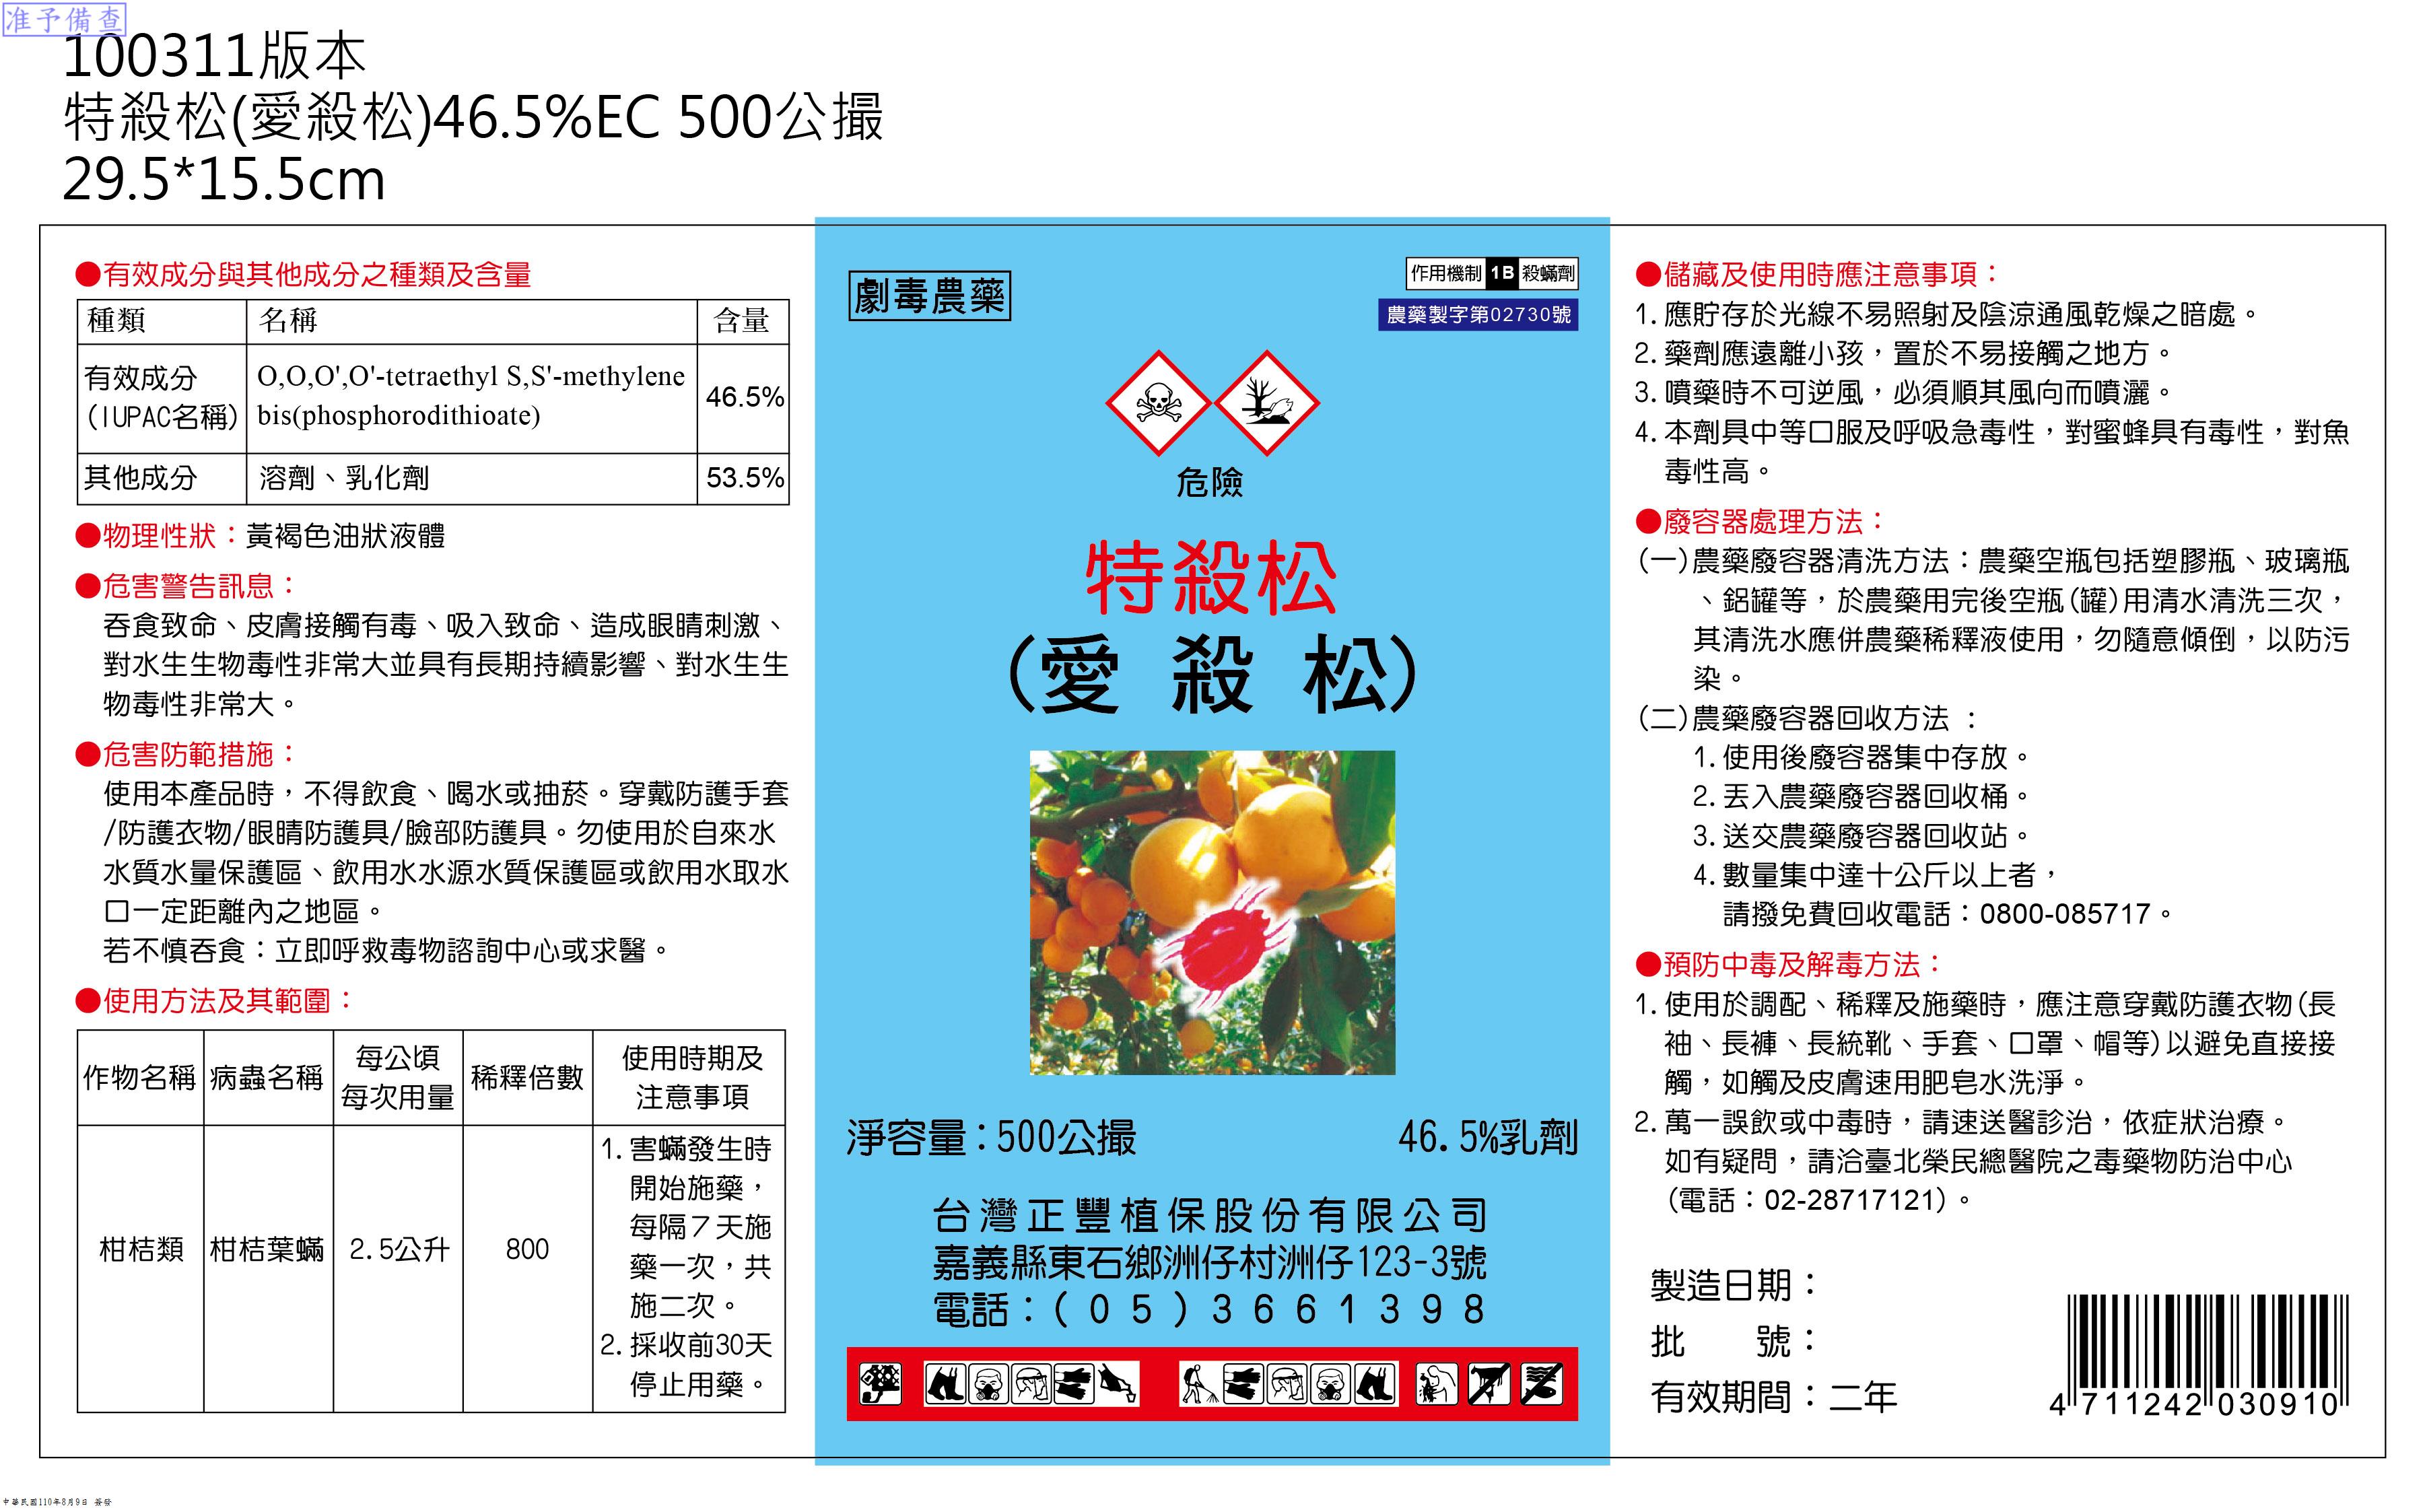 准予備查
100311版本
特殺松(愛殺松)46.5%EC 500公撮
29.5*15.5cm
●有效成分與其他成分之種類及含量
種類 名稱 含量
有效成分
(IUPAC名稱)
O,O,O',O'-tetraethyl S,S'-methylene
bis(phosphorodithioate)
46.5%
其他成分 溶劑、乳化劑 53.5%
●物理性狀：黃褐色油狀液體
●危害警告訊息：
吞食致命、皮膚接觸有毒、吸入致命、造成眼睛刺激、
對水生生物毒性非常大並具有長期持續影響、對水生生
物毒性非常大。
●危害防範措施：
使用本產品時，不得飲食、喝水或抽菸。穿戴防護手套
/防護衣物/眼睛防護具/臉部防護具。勿使用於自來水
水質水量保護區、飲用水水源水質保護區或飲用水取水
口一定距離內之地區。
若不慎吞食：立即呼救毒物諮詢中心或求醫。
●使用方法及其範圍：
作物名稱 病蟲名稱 每公頃
每次用量 稀釋倍數 使用時期及
注意事項
柑桔類 柑桔葉蟎 2.5公升 800
1.害蟎發生時
開始施藥，
每隔7天施
藥一次，共
施二次。
2.採收前30天
停止用藥。
劇毒農藥
作用機制 1B 殺蟎劑
農藥製字第02730號
危險
特殺松
(愛 殺 松)
淨容量：500公撮 46.5%乳劑
台灣正豐植保股份有限公司
嘉義縣東石鄉洲仔村洲仔123-3號
電話：(05)3661398
●儲藏及使用時應注意事項：
1.應貯存於光線不易照射及陰涼通風乾燥之暗處。
2.藥劑應遠離小孩，置於不易接觸之地方。
3.噴藥時不可逆風，必須順其風向而噴灑。
4.本劑具中等口服及呼吸急毒性，對蜜蜂具有毒性，對魚
毒性高。
●廢容器處理方法：
(一)農藥廢容器清洗方法：農藥空瓶包括塑膠瓶、玻璃瓶
、鋁罐等，於農藥用完後空瓶(罐)用清水清洗三次，
其清洗水應併農藥稀釋液使用，勿隨意傾倒，以防污
染。
(二)農藥廢容器回收方法 ：
1.使用後廢容器集中存放。
2.丟入農藥廢容器回收桶。
3.送交農藥廢容器回收站。
4.數量集中達十公斤以上者，
請撥免費回收電話：0800-085717。
●預防中毒及解毒方法：
1.使用於調配、稀釋及施藥時，應注意穿戴防護衣物(長
袖、長褲、長統靴、手套、口罩、帽等)以避免直接接
觸，如觸及皮膚速用肥皂水洗淨。
2.萬一誤飲或中毒時，請速送醫診治，依症狀治療。
如有疑問，請洽臺北榮民總醫院之毒藥物防治中心
(電話：02-28717121)。
製造日期：
批 號：
有效期間：二年
4 711242 030910
中華民國110年8月9日 簽發